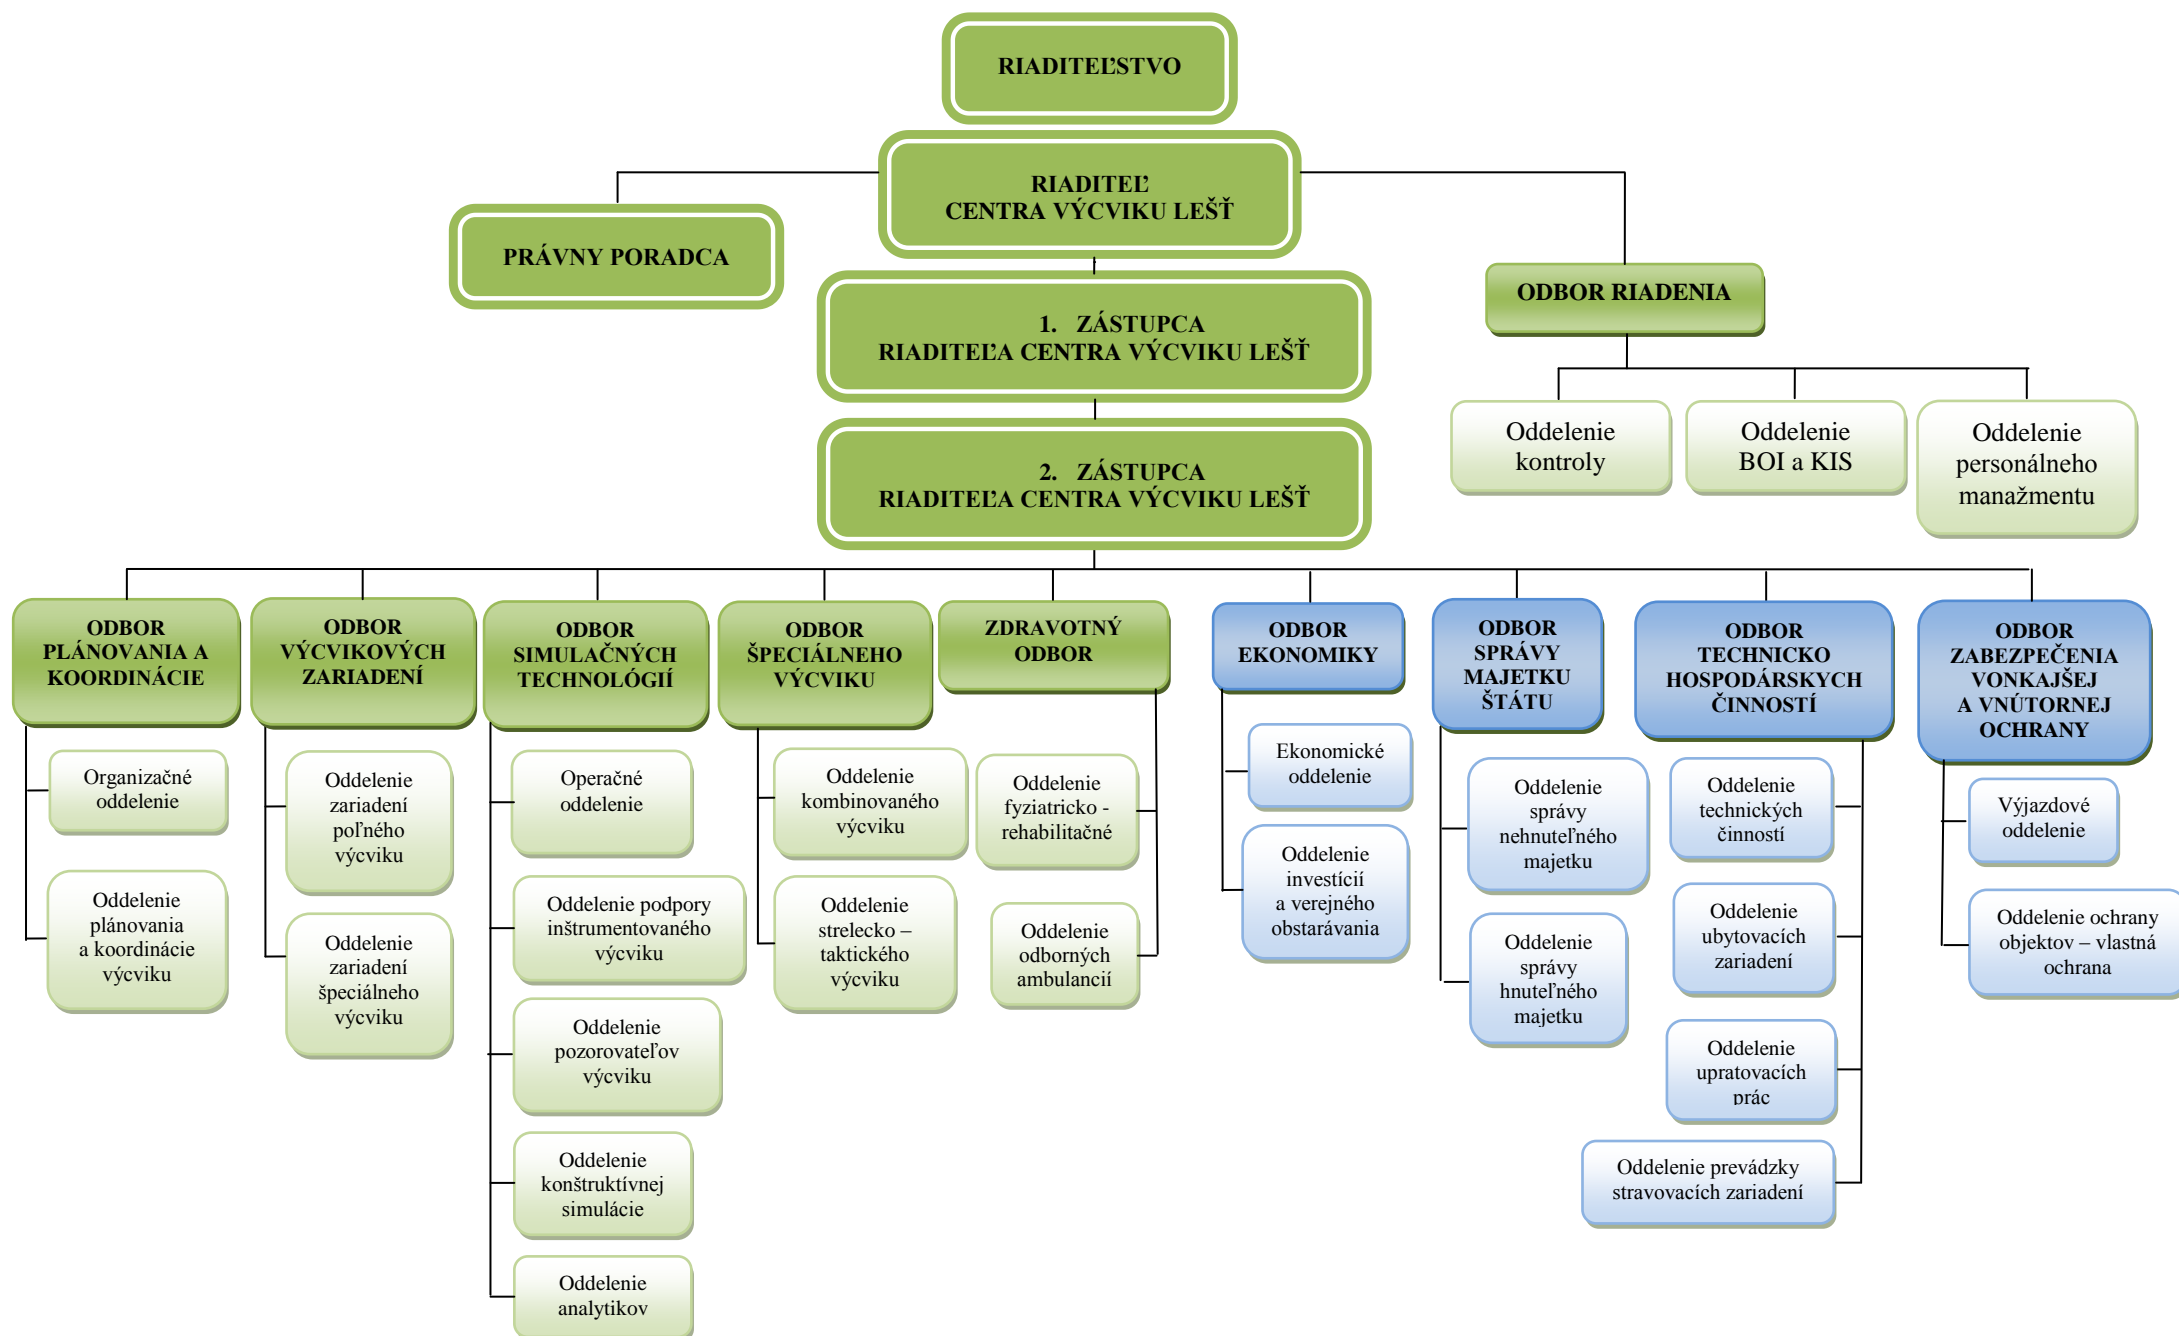 RIADITEĽSTVO
RIADITEĽ
CENTRA VÝCVIKU LEŠŤ
PRÁVNY PORADCA
ODBOR RIADENIA
1. ZÁSTUPCA
RIADITEĽA CENTRA VÝCVIKU LEŠŤ
Oddelenie
kontroly
Oddelenie
BOI a KIS
Oddelenie
personálneho
manažmentu
2. ZÁSTUPCA
RIADITEĽA CENTRA VÝCVIKU LEŠŤ
ODBOR
PLÁNOVANIA A
KOORDINÁCIE
ODBOR
VÝCVIKOVÝCH
ZARIADENÍ
ODBOR
SIMULAČNÝCH
TECHNOLÓGIÍ
ODBOR
ŠPECIÁLNEHO
VÝCVIKU
ZDRAVOTNÝ
ODBOR
ODBOR
EKONOMIKY
ODBOR
SPRÁVY
MAJETKU
ŠTÁTU
ODBOR
TECHNICKO
HOSPODÁRSKYCH
ČINNOSTÍ
ODBOR
ZABEZPEČENIA
VONKAJŠEJ
A VNÚTORNEJ
OCHRANY
Organizačné
oddelenie
Oddelenie
plánovania
a koordinácie
výcviku
Oddelenie
zariadení
poľného
výcviku
Oddelenie
zariadení
špeciálneho
výcviku
Operačné
oddelenie
Oddelenie podpory
inštrumentovaného
výcviku
Oddelenie
pozorovateľov
výcviku
Oddelenie
konštruktívnej
simulácie
Oddelenie
analytikov
Oddelenie
kombinovaného
výcviku
Oddelenie
strelecko –
taktického
výcviku
Oddelenie
fyziatricko -
rehabilitačné
Oddelenie
odborných
ambulancií
Ekonomické
oddelenie
Oddelenie
investícií
a verejného
obstarávania
Oddelenie
správy
nehnuteľného
majetku
Oddelenie
správy
hnuteľného
majetku
Oddelenie
technických
činností
Oddelenie
ubytovacích
zariadení
Oddelenie
upratovacích
prác
Oddelenie prevádzky
stravovacích zariadení
Výjazdové
oddelenie
Oddelenie ochrany
objektov – vlastná
ochrana